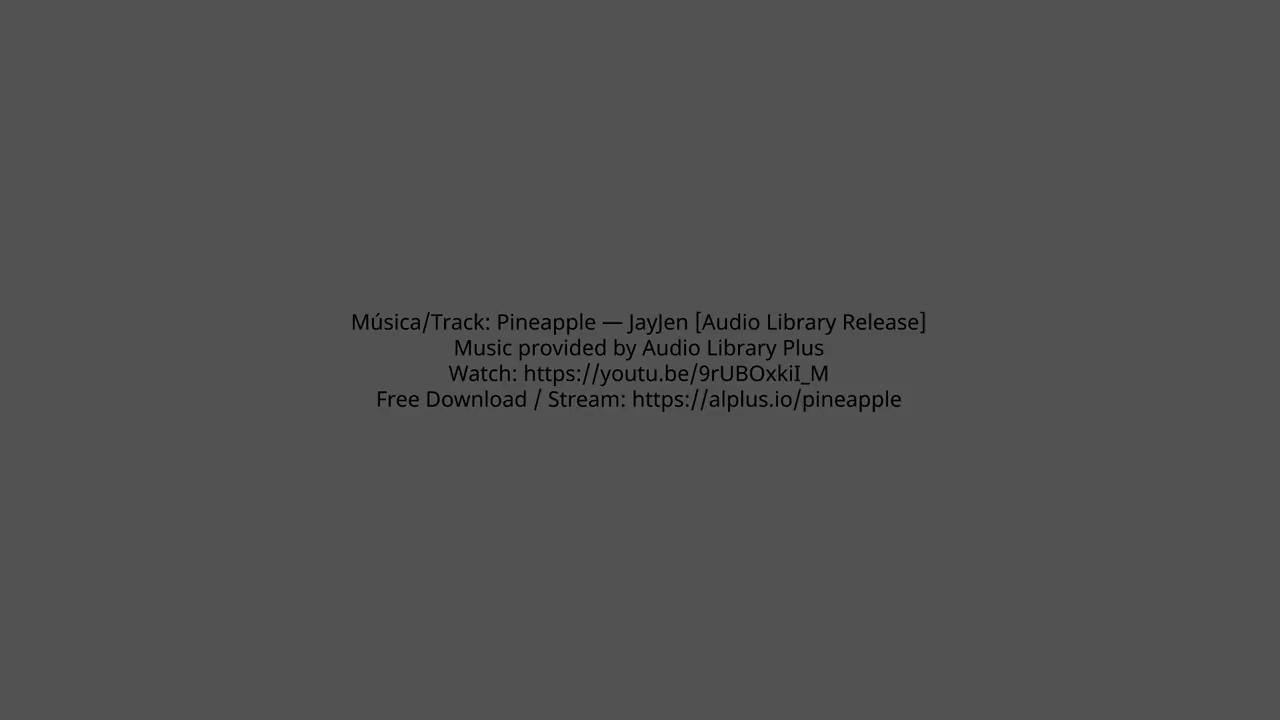 Música/Track: Pineapple — JayJen [Audio Library Release]
Music provided by Audio Library Plus
Watch: https://youtu.be/9rUBOxkiI_M
Free Download / Stream: https://alplus.io/pineapple